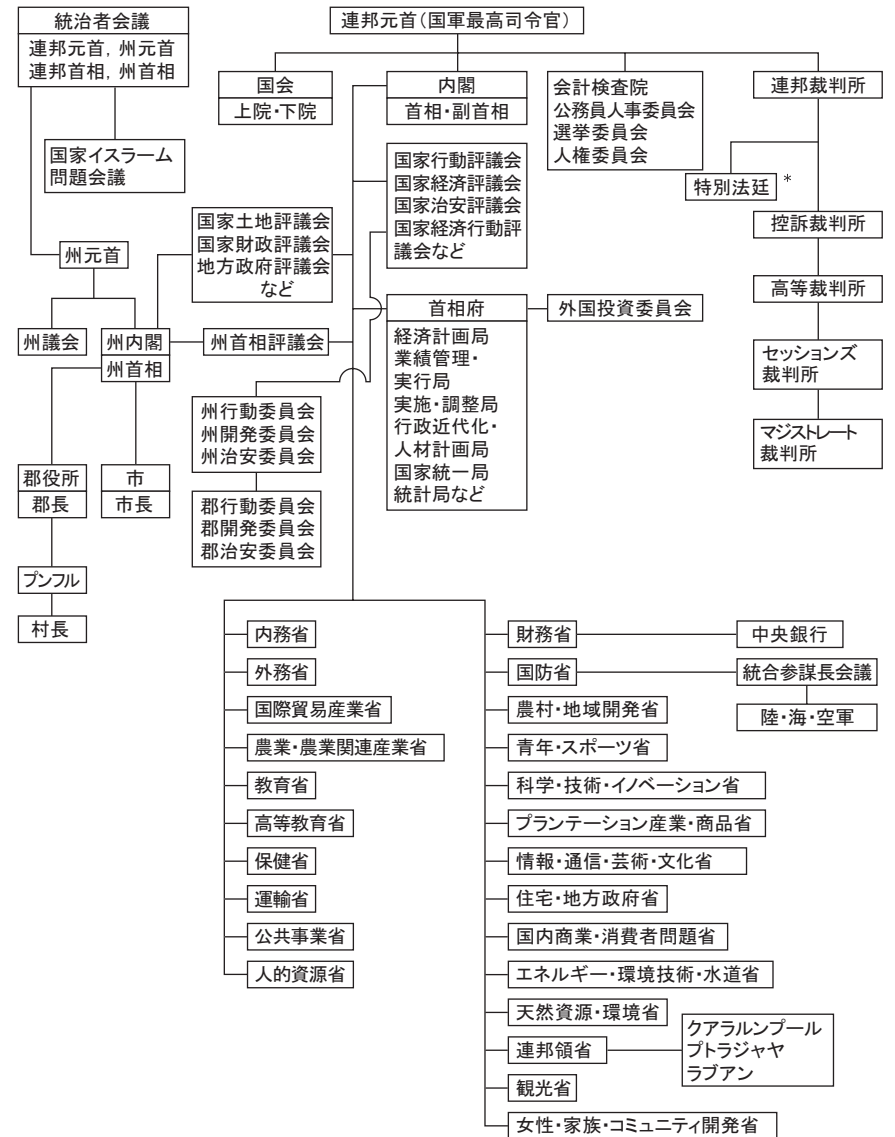 統治者会議
連邦元首, 州元首
連邦首相, 州首相
国家イスラーム
問題会議
連邦元首(国軍最高司令官)
国会
上院・下院
内閣
首相・副首相
会計検査院
公務員人事委員会
選挙委員会
人権委員会
連邦裁判所
特別法廷 *
控訴裁判所
高等裁判所
セッションズ
裁判所
マジストレート
裁判所
国家行動評議会
国家経済評議会
国家治安評議会
国家経済行動評
議会など
国家土地評議会
国家財政評議会
地方政府評議会
など
州元首
州議会
州内閣
州首相
州首相評議会
首相府
経済計画局
業績管理・
実行局
実施・調整局
行政近代化・
人材計画局
国家統一局
統計局など
外国投資委員会
州行動委員会
州開発委員会
州治安委員会
郡行動委員会
郡開発委員会
郡治安委員会
郡役所
郡長
市
市長
プンフル
村長
内務省
外務省
国際貿易産業省
農業・農業関連産業省
教育省
高等教育省
保健省
運輸省
公共事業省
人的資源省
財務省
中央銀行
国防省
統合参謀長会議
陸・海・空軍
農村・地域開発省
青年・スポーツ省
科学・技術・イノベーション省
プランテーション産業・商品省
情報・通信・芸術・文化省
住宅・地方政府省
国内商業・消費者問題省
エネルギー・環境技術・水道省
天然資源・環境省
連邦領省
クアラルンプール
プトラジャヤ
ラブアン
観光省
女性・家族・コミュニティ開発省